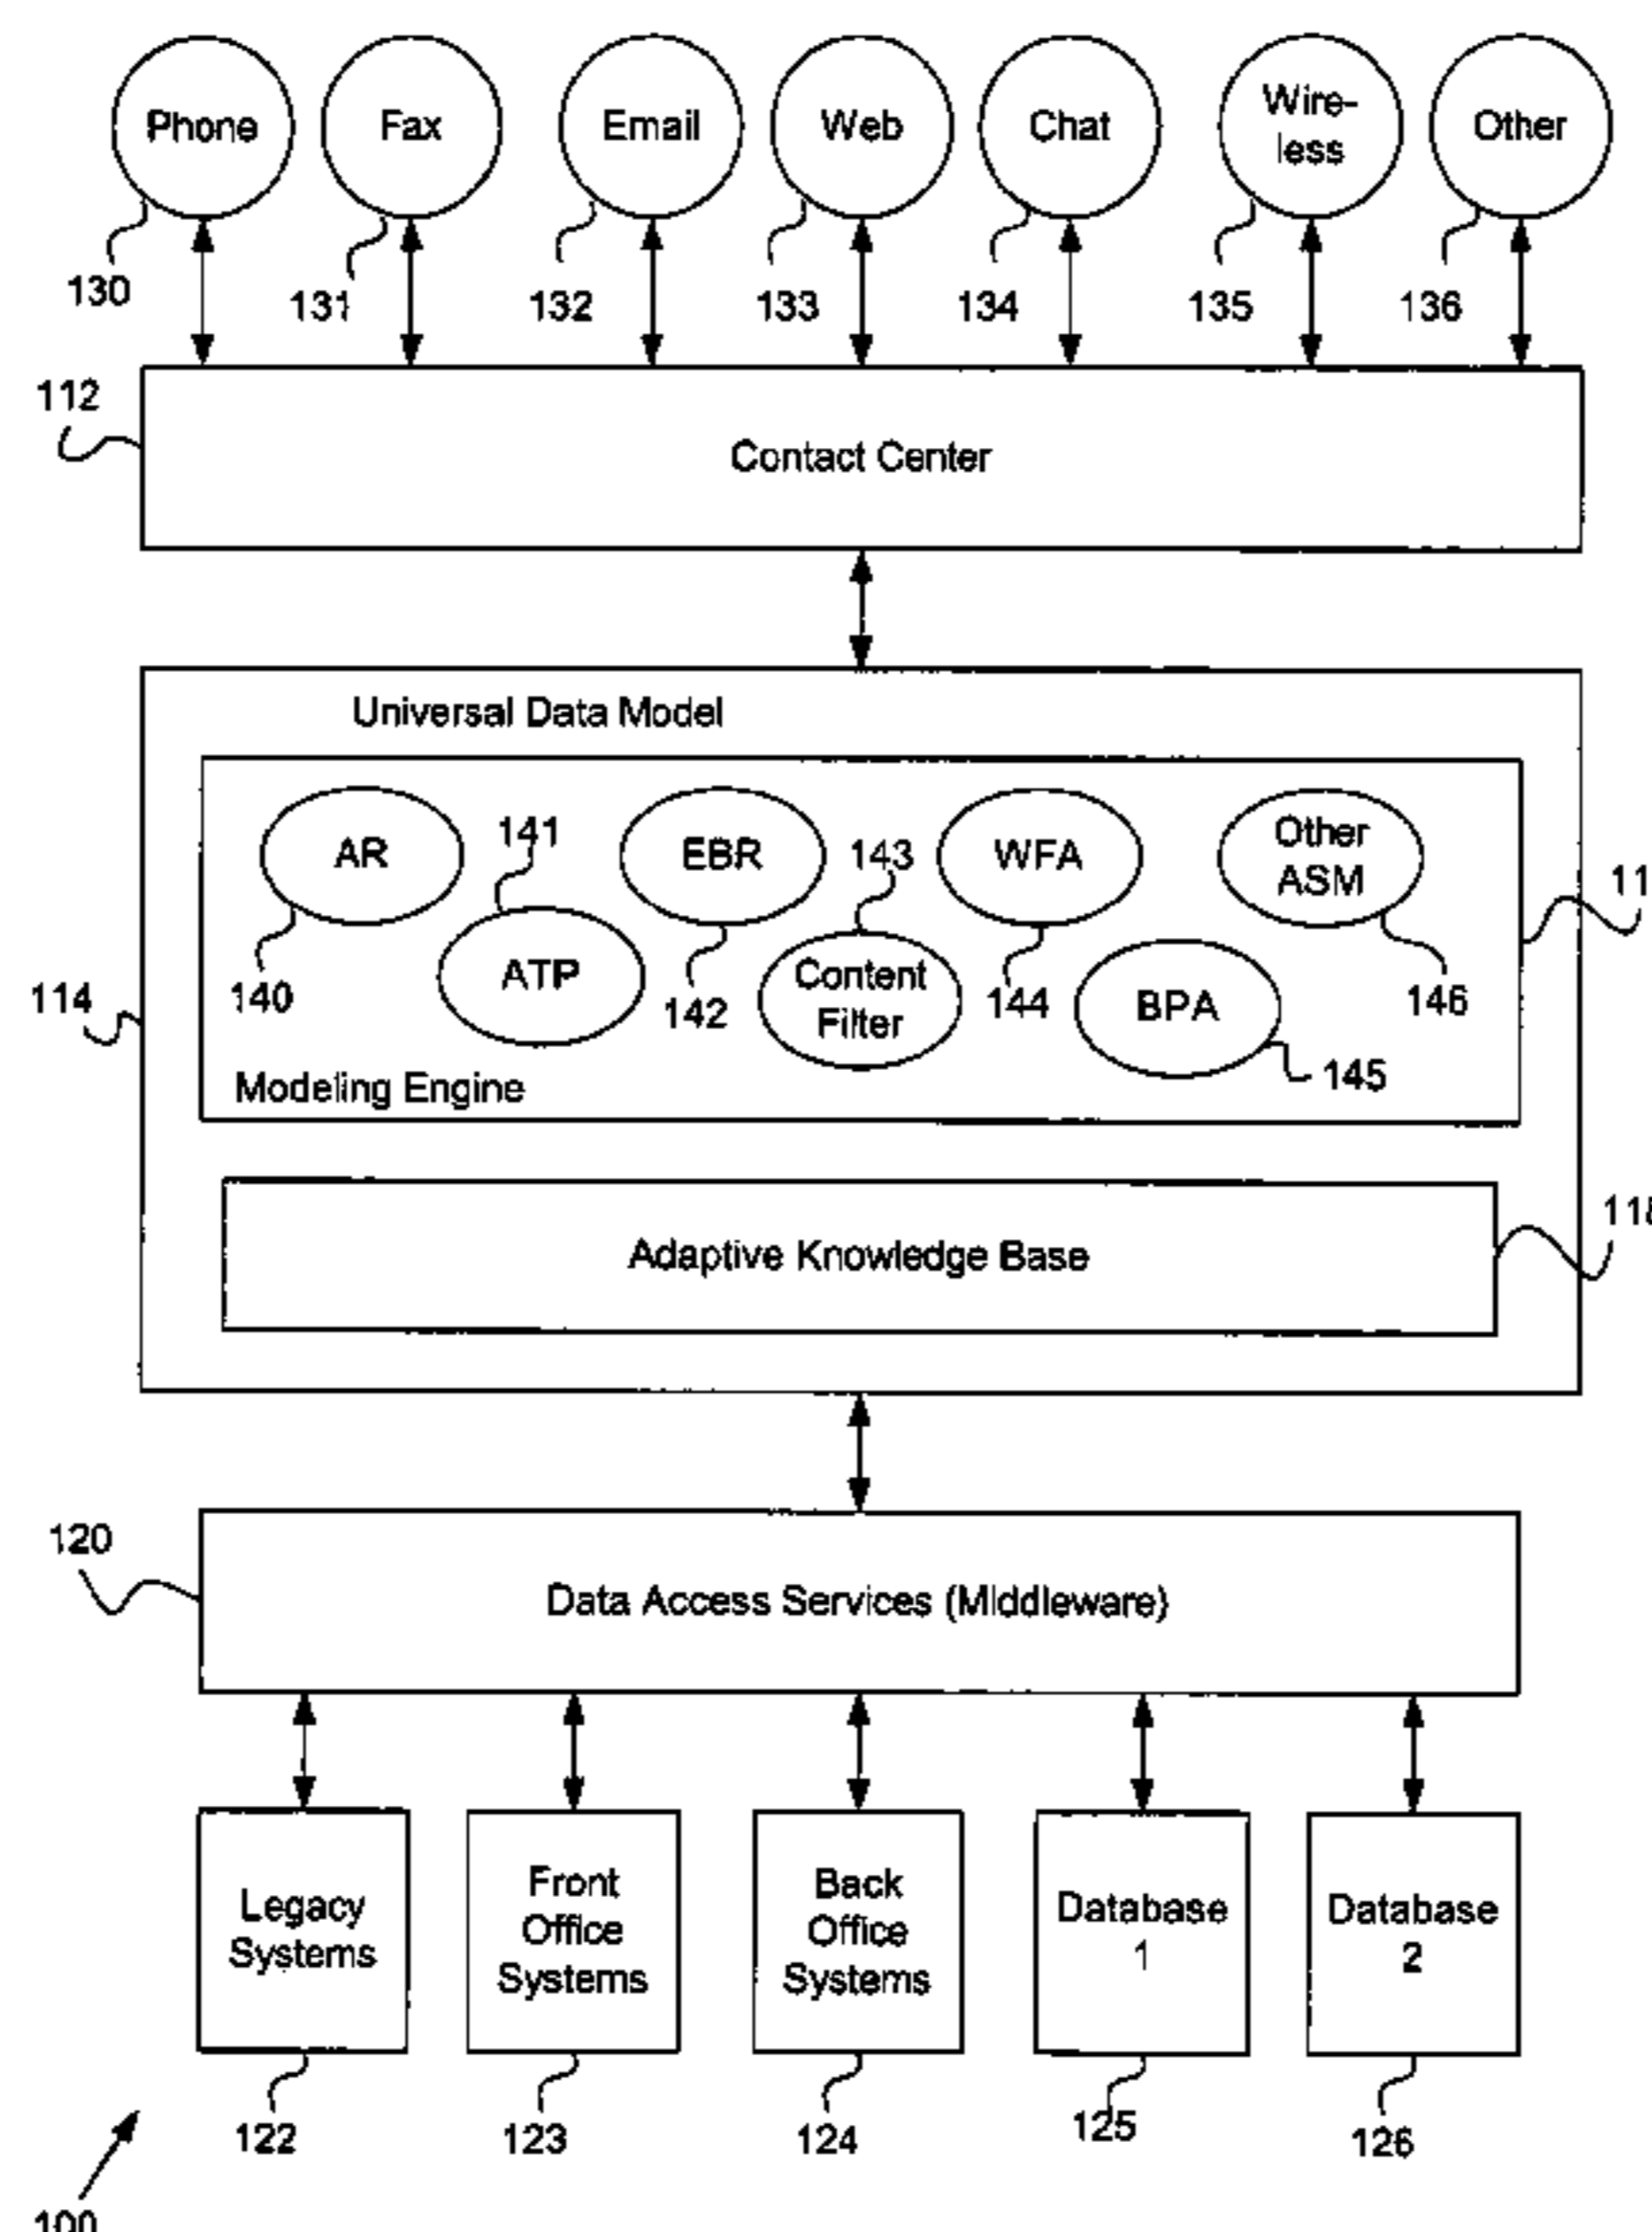 Phone
Fax
Email
Web
Chat
Wire-
less
Other
130
131
132
133
134
135
136
112
Contact Center
Universal Data Model
AR
141
EBR
143
WFA
Other
ASM
11
ATP
Content
Filter
BPA
114
140
142
144
146
145
Modeling Engine
Adaptive Knowledge Base
118
120
Data Access Services (Middleware)
Legacy
Systems
Front
Office
Systems
Back
Office
Systems
Database
1
Database
2
122
123
124
125
126
100